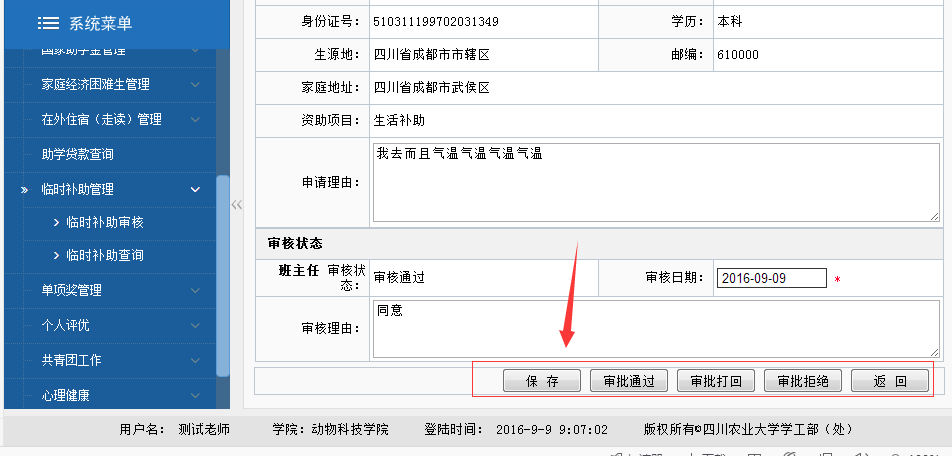 系统菜单
国家助学金管理
家庭经济困难生管理
在外住宿（走读）管理
助学贷款查询
临时补助管理
临时补助审核
临时补助查询
单项奖管理
个人评优
共青团工作
心理健康
身份证号： 510311199702031349 学历： 本科
生源地： 四川省成都市市辖区 邮编： 610000
家庭地址： 四川省成都市武侯区
资助项目： 生活补助
申请理由： 我去而且气温气温气温气温
审核状态
班主任 审核状态： 审核通过 审核日期： 2016-09-09 *
审核理由： 同意
保 存 审批通过 审批打回 审批拒绝 返 回
用户名： 测试老师 学院：动物科技学院 登陆时间： 2016-9-9 9:07:02 版权所有©四川农业大学学工部（处）